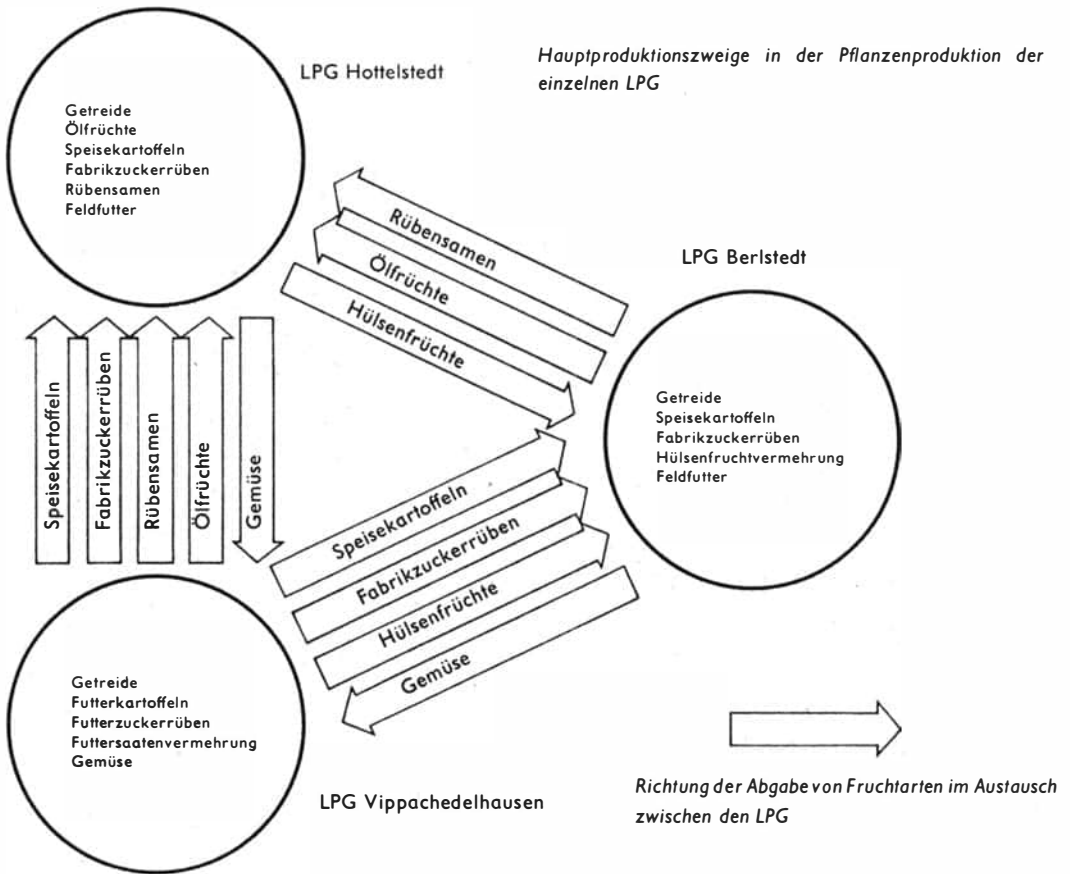 Hauptproduktionszweige in der Pflanzenproduktion der
einzelnen LPG
LPG Hottelstedt
Getreide
Ölfrüchte
Speisekartoffeln
Fabrikzuckerrüben
Rübensamen
Feldfutter
Rübensamen
Ölfrüchte
Hülsenfrüchte
LPG Berlstedt
Getreide
Speisekartoffeln
Fabrikzuckerrüben
Hülsenfruchtvermehrung
Feldfutter
Speisekartoffeln
Fabrikzuckerrüben
Rübensamen
Ölfrüchte
Gemüse
Speisekartoffeln
Fabrikzuckerrüben
Hülsenfrüchte
Gemüse
Getreide
Futterkartoffeln
Futterzuckerrüben
Futtersaatenvermehrung
Gemüse
LPG Vippachedelhausen
Richtung der Abgabe von Fruchtarten im Austausch
zwischen den LPG